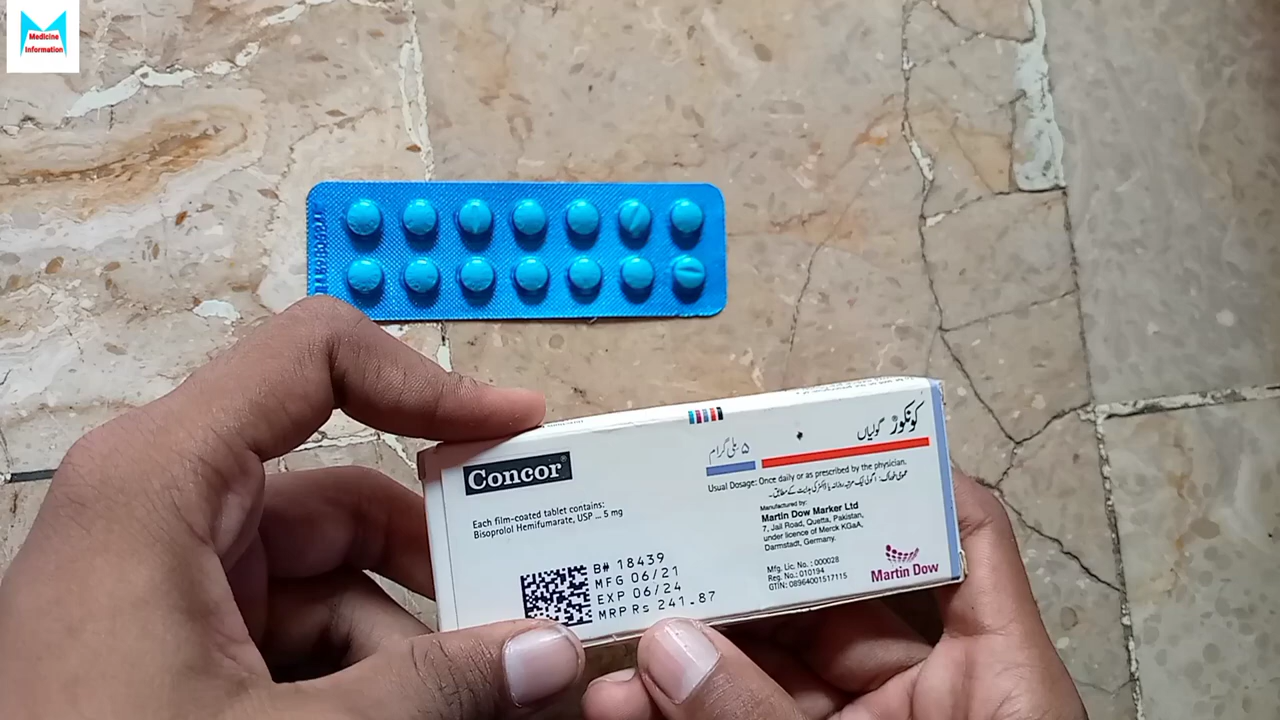 Medicine
Information
Concor®
Each film-coated tablet contains:
Bisoprolol Hemifumarate, USP ... 5 mg
B# 18439
MFG 06/21
EXP 06/24
MRP Rs 241.87
کونکور® گولیاں
۵ ملی گرام
Usual Dosage: Once daily or as prescribed by the physician.
Manufactured by:
Martin Dow Marker Ltd
7, Jail Road, Quetta, Pakistan,
under licence of Merck KGaA,
Darmstadt, Germany.
Mfg. Lic. No. : 000028
Reg. No.: 010194
GTIN: 08964001517115
Martin Dow